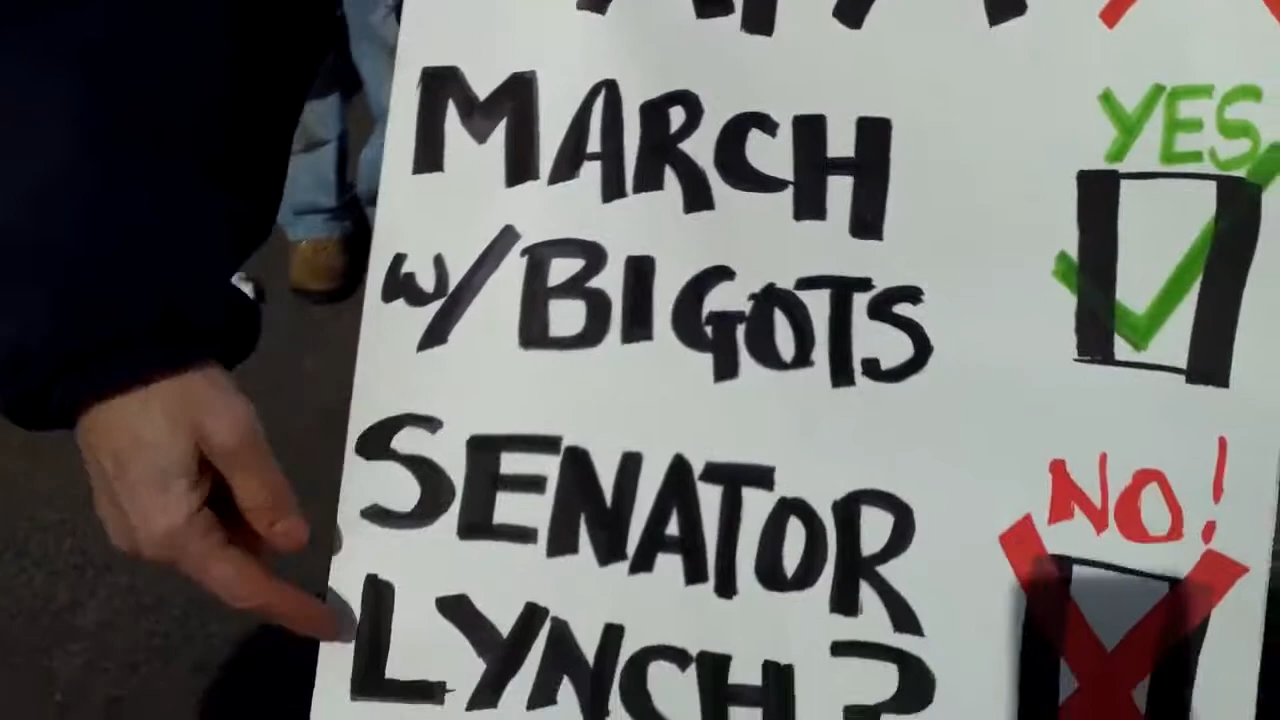 MARCH
YES
w/BIGOTS
SENATOR
NO!
LYNCH?